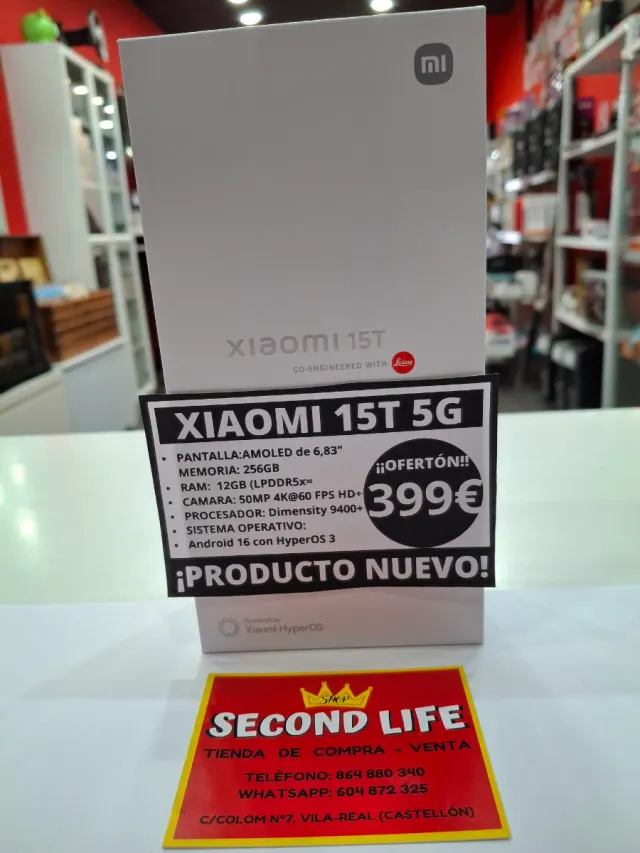 mi
XIAOMI 15T
CO-ENGINEERED WITH Leica
XIAOMI 15T 5G
• PANTALLA:AMOLED de 6,83"
MEMORIA: 256GB
• RAM: 12GB (LPDDR5x=
• CAMARA: 50MP 4K@60 FPS HD+
• PROCESADOR: Dimensity 9400+
• SISTEMA OPERATIVO:
• Android 16 con HyperOS 3
¡¡OFERTÓN!!
399€
¡PRODUCTO NUEVO!
Powered by
Xiaomi HyperOS
SHOP
SECOND LIFE
TIENDA DE COMPRA - VENTA
TELÉFONO: 864 880 340
WHATSAPP: 604 872 325
C/COLOM Nº7, VILA-REAL (CASTELLÓN)